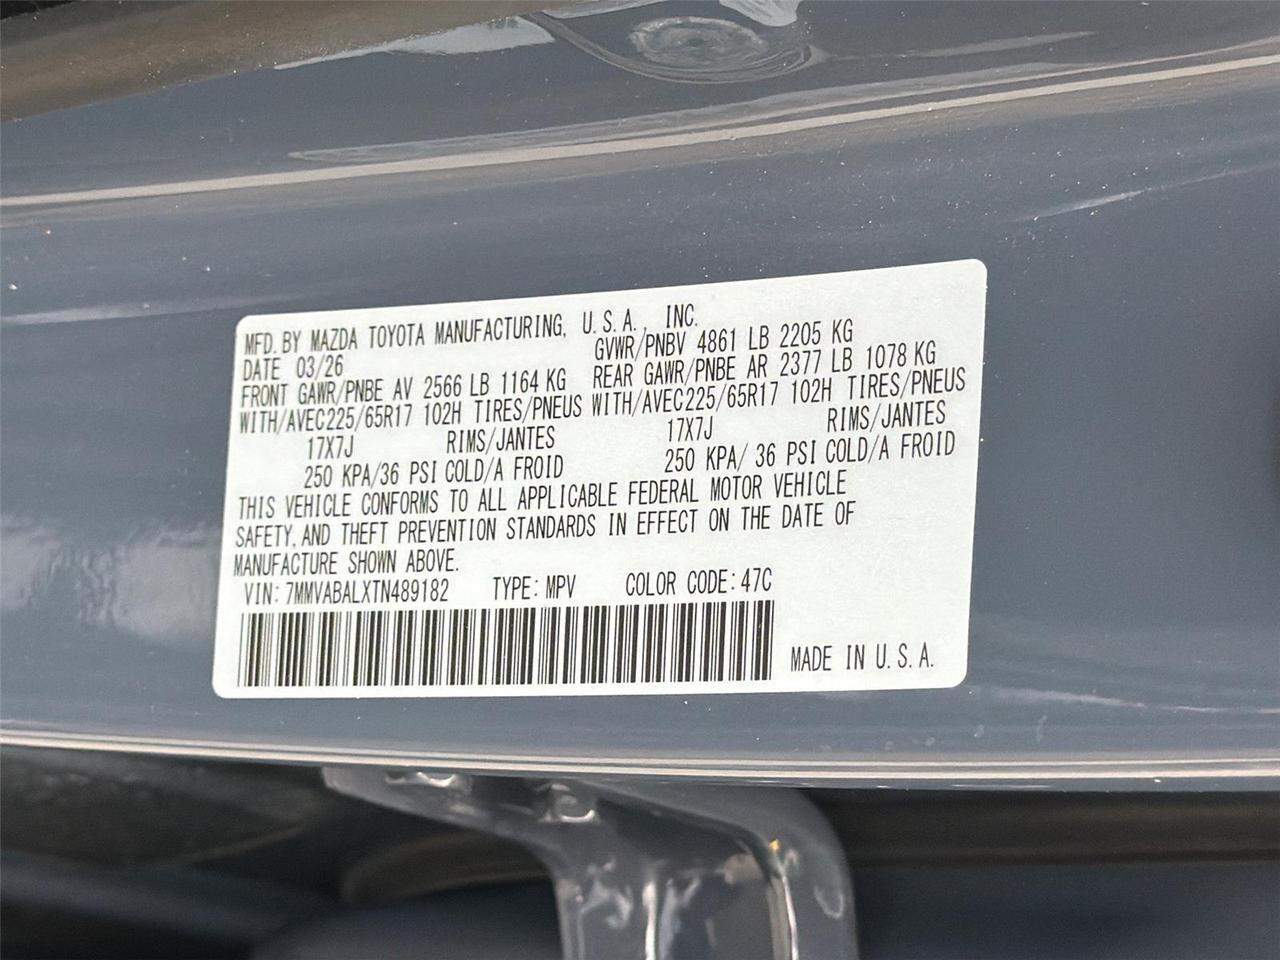 MFD. BY MAZDA TOYOTA MANUFACTURING, U.S.A., INC.
DATE 03/26 GVWR/PNBV 4861 LB 2205 KG
FRONT GAWR/PNBE AV 2566 LB 1164 KG REAR GAWR/PNBE AR 2377 LB 1078 KG
WITH/AVEC225/65R17 102H TIRES/PNEUS WITH/AVEC225/65R17 102H TIRES/PNEUS
17X7J RIMS/JANTES 17X7J RIMS/JANTES
250 KPA/36 PSI COLD/A FROID 250 KPA/ 36 PSI COLD/A FROID
THIS VEHICLE CONFORMS TO ALL APPLICABLE FEDERAL MOTOR VEHICLE
SAFETY, AND THEFT PREVENTION STANDARDS IN EFFECT ON THE DATE OF
MANUFACTURE SHOWN ABOVE.
VIN: 7MMVABALXTN489182 TYPE: MPV COLOR CODE: 47C
MADE IN U.S.A.